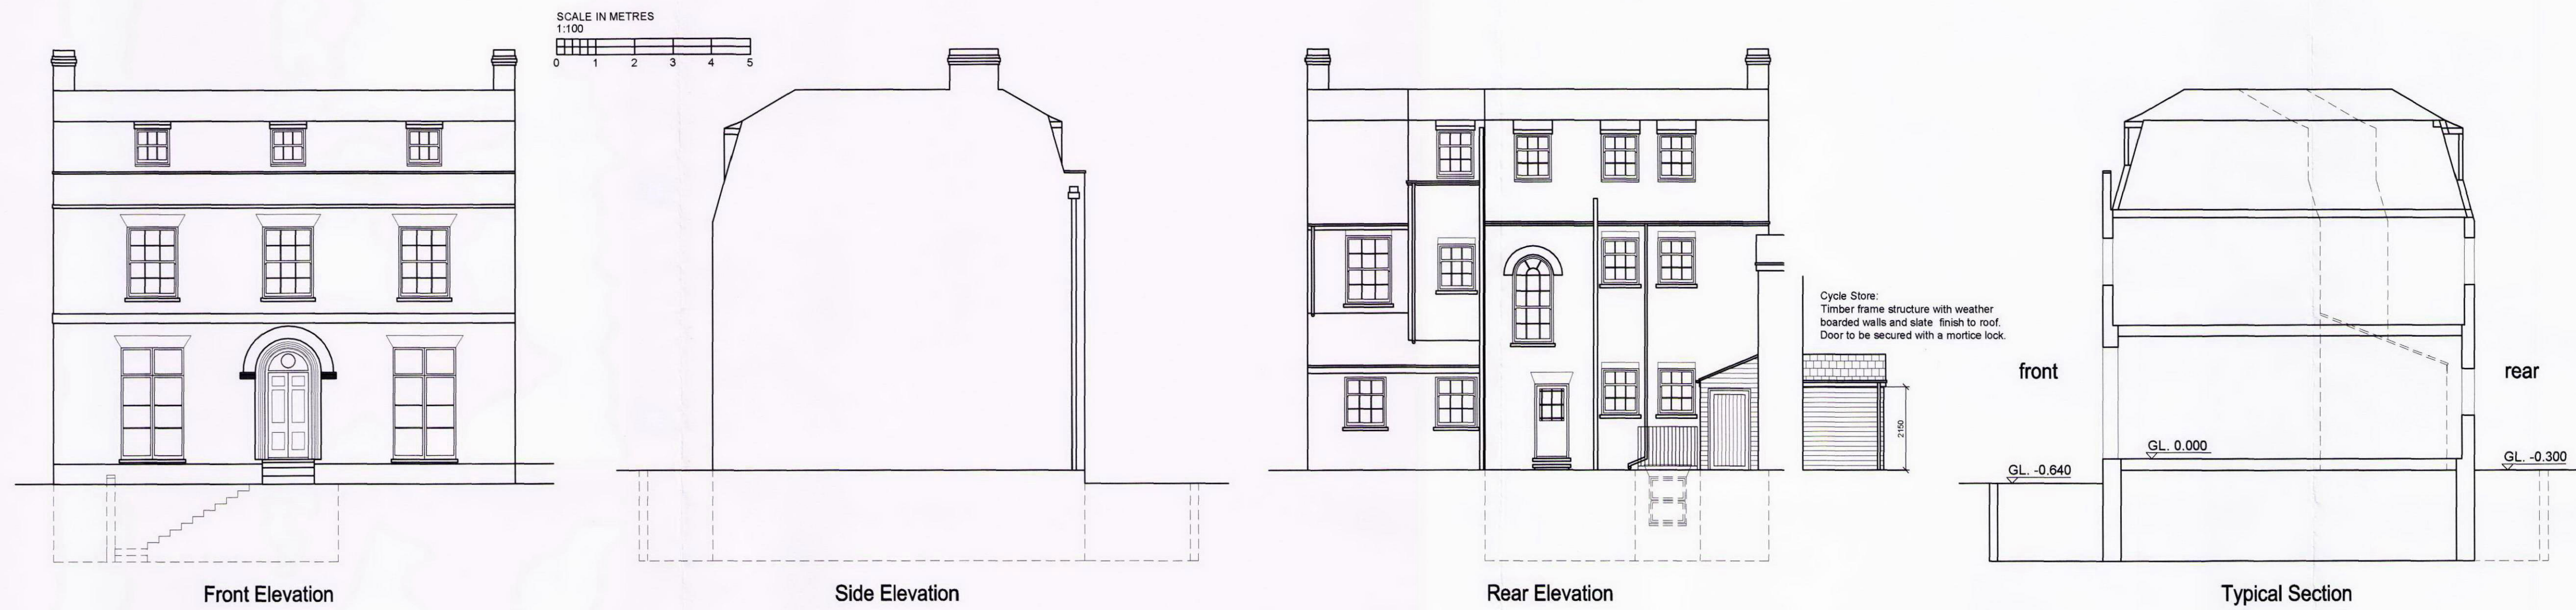 SCALE IN METRES
1:100
0 1 2 3 4 5
Cycle Store:
Timber frame structure with weather
boarded walls and slate finish to roof.
Door to be secured with a mortice lock.
2150
front
rear
GL. 0.000
GL. -0.640
GL. -0.300
Front Elevation
Side Elevation
Rear Elevation
Typical Section